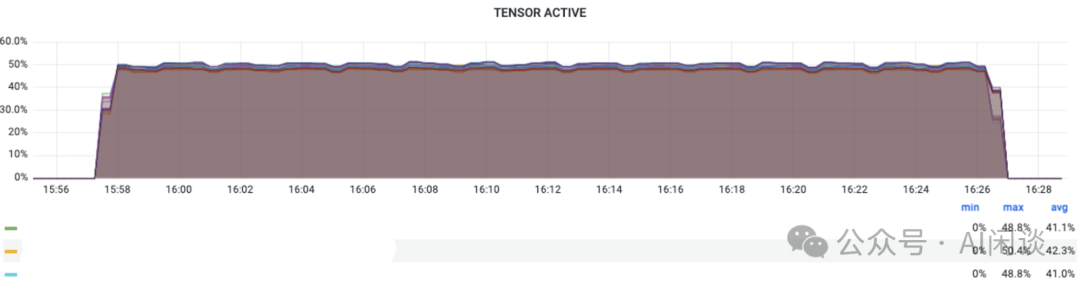 TENSOR ACTIVE
60.0%
50%
40%
30.0%
20%
10%
0%
15:56 15:58 16:00 16:02 16:04 16:06 16:08 16:10 16:12 16:14 16:16 16:18 16:20 16:22 16:24 16:26 16:28
min max avg
0% 48.8% 41.1%
公众号 · AI闲谈
0% 50.4% 42.3%
0% 48.8% 41.0%